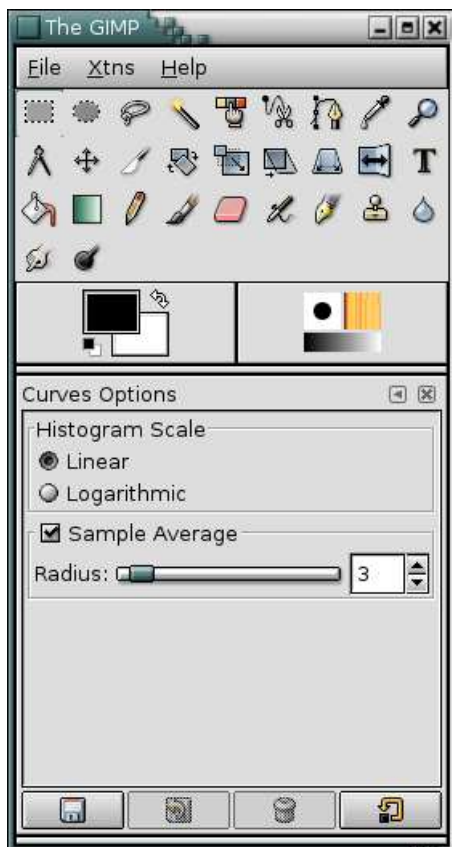 The GIMP
File Xtns Help
T
Curves Options
Histogram Scale
Linear
Logarithmic
Sample Average
Radius: 3